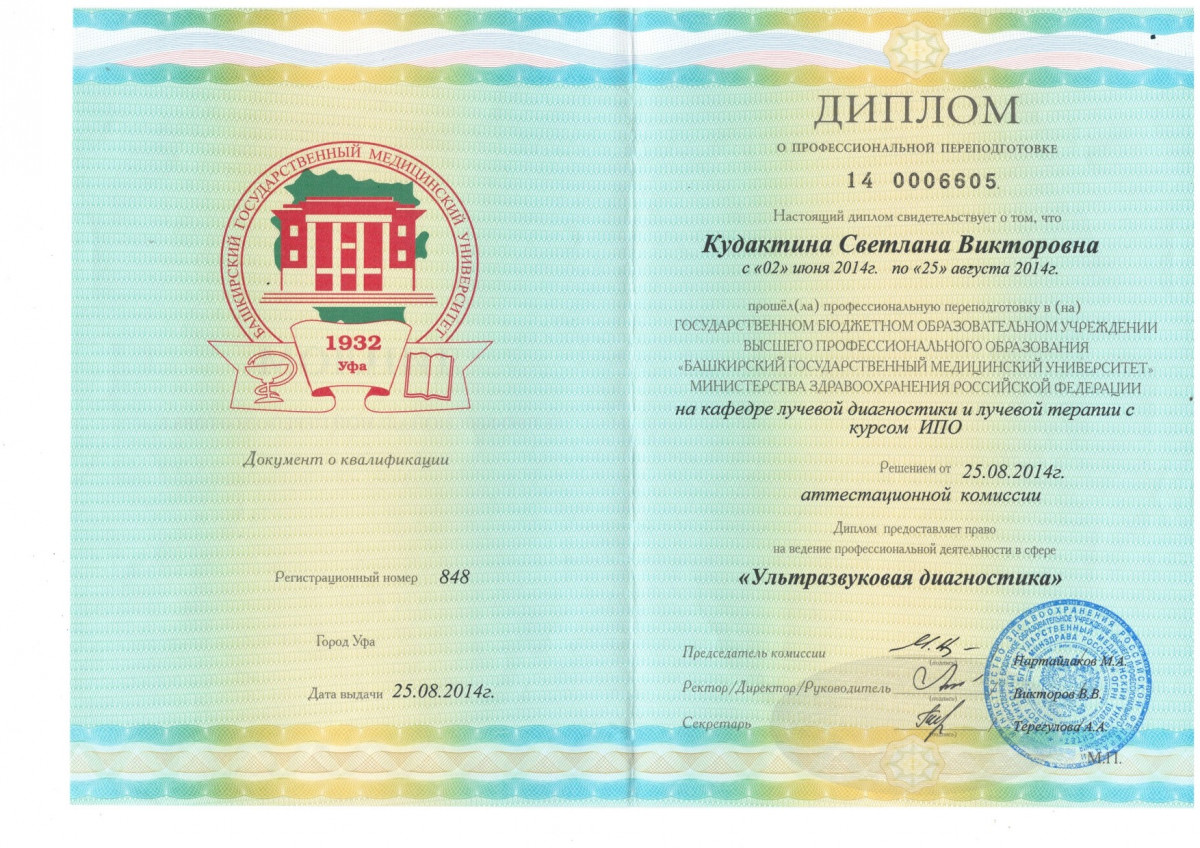 БАШКИРСКИЙ ГОСУДАРСТВЕННЫЙ МЕДИЦИНСКИЙ УНИВЕРСИТЕТ
1932
Уфа
Документ о квалификации
Регистрационный номер 848
Город Уфа
Дата выдачи 25.08.2014г.
ДИПЛОМ
О ПРОФЕССИОНАЛЬНОЙ ПЕРЕПОДГОТОВКЕ
14 0006605
Настоящий диплом свидетельствует о том, что
Кудактина Светлана Викторовна
с «02» июня 2014г. по «25» августа 2014г.
прошёл(ла) профессиональную переподготовку в (на)
ГОСУДАРСТВЕННОМ БЮДЖЕТНОМ ОБРАЗОВАТЕЛЬНОМ УЧРЕЖДЕНИИ
ВЫСШЕГО ПРОФЕССИОНАЛЬНОГО ОБРАЗОВАНИЯ
«БАШКИРСКИЙ ГОСУДАРСТВЕННЫЙ МЕДИЦИНСКИЙ УНИВЕРСИТЕТ»
МИНИСТЕРСТВА ЗДРАВООХРАНЕНИЯ РОССИЙСКОЙ ФЕДЕРАЦИИ
на кафедре лучевой диагностики и лучевой терапии с
курсом ИПО
Решением от 25.08.2014г.
аттестационной комиссии
Диплом предоставляет право
на ведение профессиональной деятельности в сфере
«Ультразвуковая диагностика»
Председатель комиссии
(подпись)
Нартайлаков М.А.
Ректор/Директор/Руководитель
(подпись)
Викторов В.В.
Секретарь
(подпись)
Терегулова А.А.
М.П.
МИНИСТЕРСТВО ЗДРАВООХРАНЕНИЯ РОССИЙСКОЙ